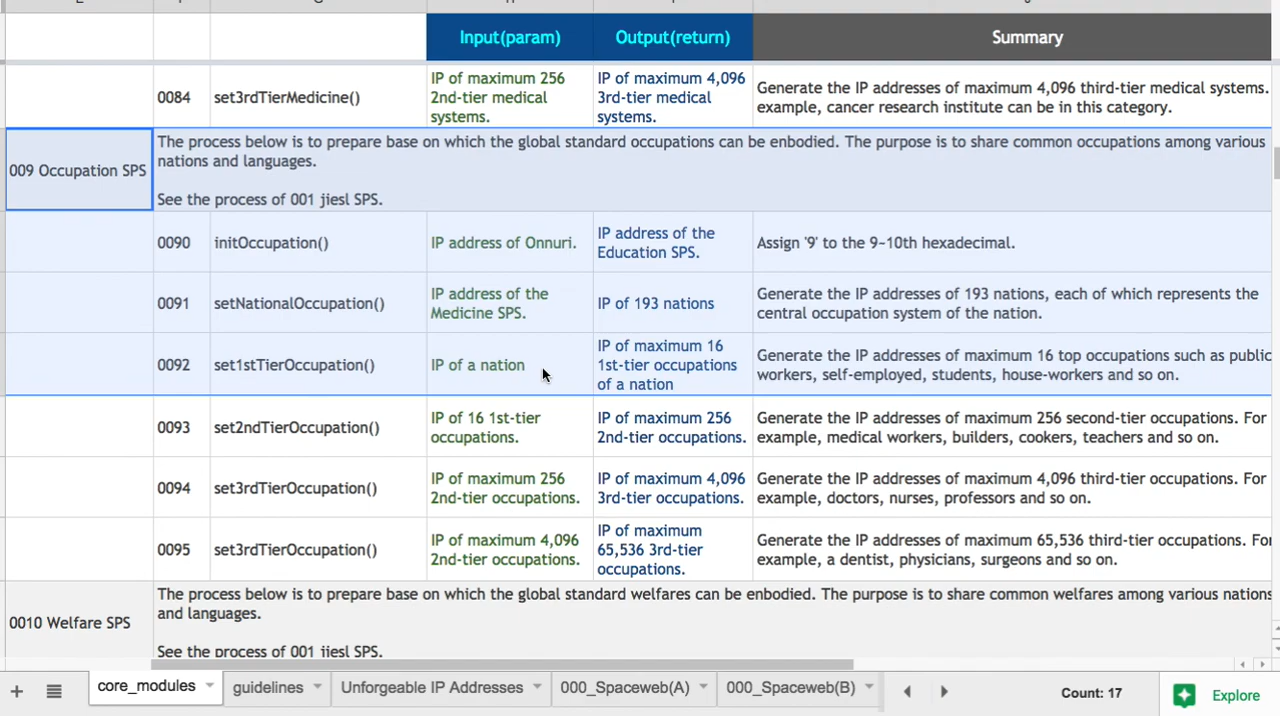 Input(param) Output(return) Summary
0084 set3rdTierMedicine() IP of maximum 256 2nd-tier medical systems. IP of maximum 4,096 3rd-tier medical systems. Generate the IP addresses of maximum 4,096 third-tier medical systems. example, cancer research institute can be in this category.
009 Occupation SPS
The process below is to prepare base on which the global standard occupations can be enbodied. The purpose is to share common occupations among various
nations and languages.
See the process of 001 jiesl SPS.
0090 initOccupation() IP address of Onnuri. IP address of the Education SPS. Assign '9' to the 9~10th hexadecimal.
0091 setNationalOccupation() IP address of the Medicine SPS. IP of 193 nations Generate the IP addresses of 193 nations, each of which represents the central occupation system of the nation.
0092 set1stTierOccupation() IP of a nation IP of maximum 16 1st-tier occupations of a nation Generate the IP addresses of maximum 16 top occupations such as public workers, self-employed, students, house-workers and so on.
0093 set2ndTierOccupation() IP of 16 1st-tier occupations. IP of maximum 256 2nd-tier occupations. Generate the IP addresses of maximum 256 second-tier occupations. For example, medical workers, builders, cookers, teachers and so on.
0094 set3rdTierOccupation() IP of maximum 256 2nd-tier occupations. IP of maximum 4,096 3rd-tier occupations. Generate the IP addresses of maximum 4,096 third-tier occupations. For example, doctors, nurses, professors and so on.
0095 set3rdTierOccupation() IP of maximum 4,096 2nd-tier occupations. IP of maximum 65,536 3rd-tier occupations. Generate the IP addresses of maximum 65,536 third-tier occupations. For example, a dentist, physicians, surgeons and so on.
0010 Welfare SPS
The process below is to prepare base on which the global standard welfares can be enbodied. The purpose is to share common welfares among various nations
and languages.
See the process of 001 jiesl SPS.
core_modules guidelines Unforgeable IP Addresses 000_Spaceweb(A) 000_Spaceweb(B) Count: 17 Explore